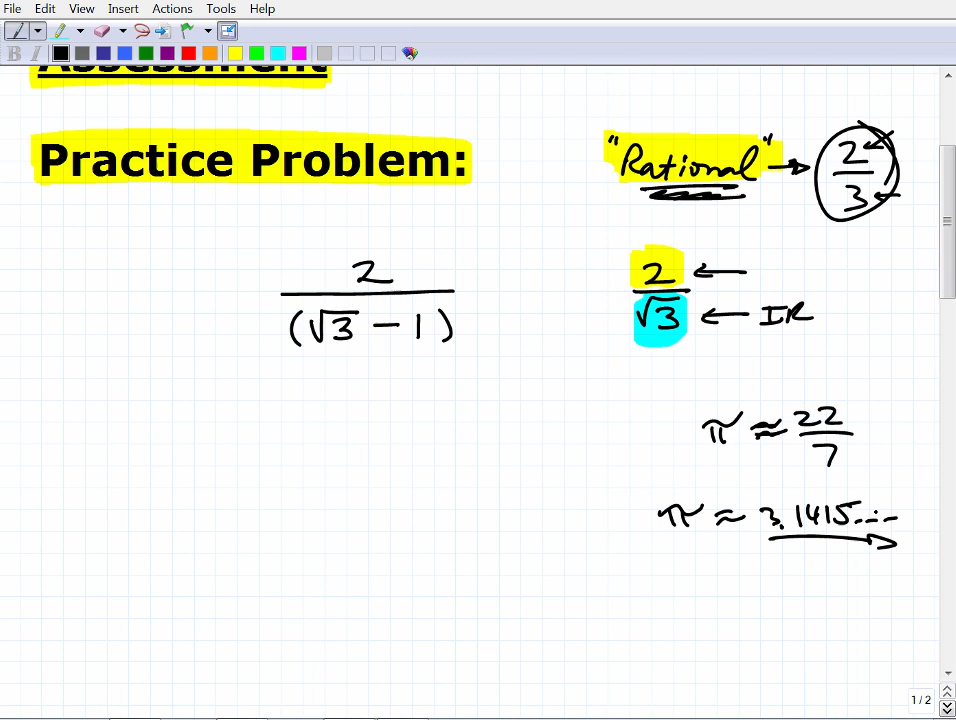 File Edit View Insert Actions Tools Help
B I
Assessment
Practice Problem:
"Rational" → 2/3
2/(√3 − 1)
2/√3 ← IR
π ≈ 22/7
π ≈ 3.1415...
1 / 2